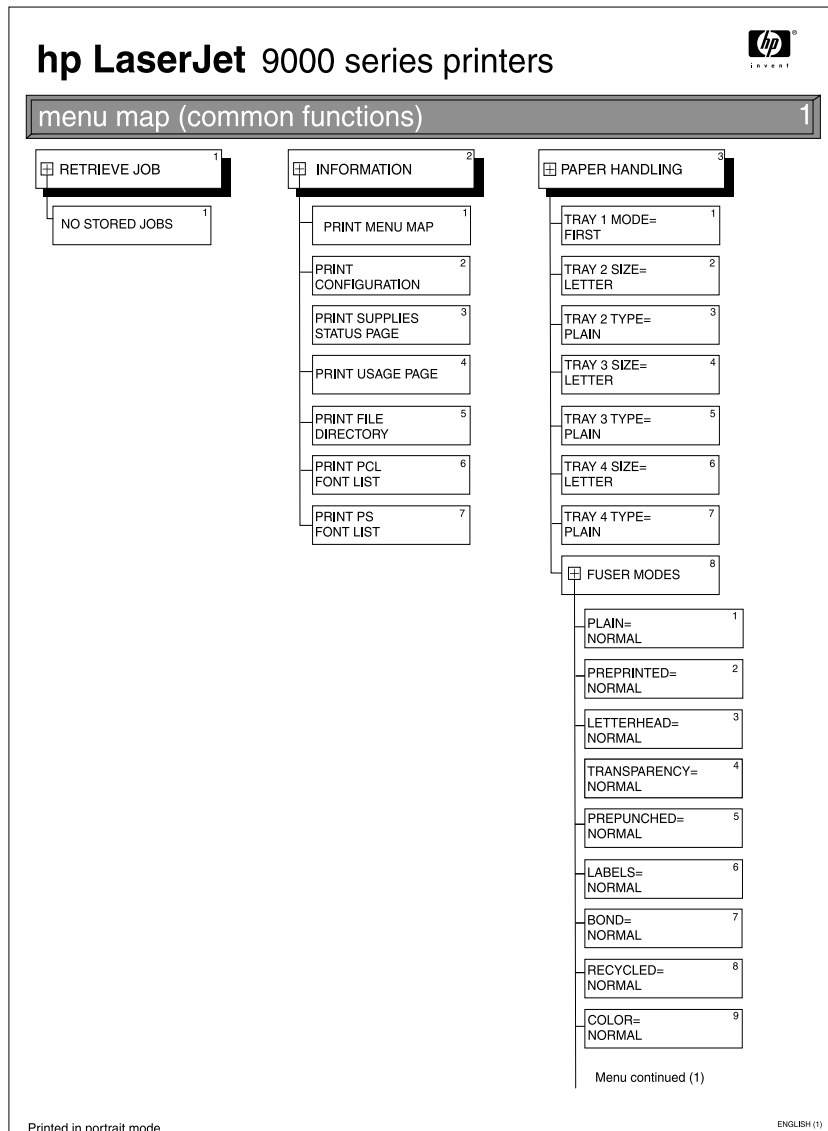 hp LaserJet 9000 series printers
hp
®
invent
menu map (common functions)
1
RETRIEVE JOB
1
NO STORED JOBS
1
INFORMATION
2
PRINT MENU MAP
1
PRINT
CONFIGURATION
2
PRINT SUPPLIES
STATUS PAGE
3
PRINT USAGE PAGE
4
PRINT FILE
DIRECTORY
5
PRINT PCL
FONT LIST
6
PRINT PS
FONT LIST
7
PAPER HANDLING
3
TRAY 1 MODE=
FIRST
1
TRAY 2 SIZE=
LETTER
2
TRAY 2 TYPE=
PLAIN
3
TRAY 3 SIZE=
LETTER
4
TRAY 3 TYPE=
PLAIN
5
TRAY 4 SIZE=
LETTER
6
TRAY 4 TYPE=
PLAIN
7
FUSER MODES
8
PLAIN=
NORMAL
1
PREPRINTED=
NORMAL
2
LETTERHEAD=
NORMAL
3
TRANSPARENCY=
NORMAL
4
PREPUNCHED=
NORMAL
5
LABELS=
NORMAL
6
BOND=
NORMAL
7
RECYCLED=
NORMAL
8
COLOR=
NORMAL
9
Menu continued (1)
Printed in portrait mode
ENGLISH (1)